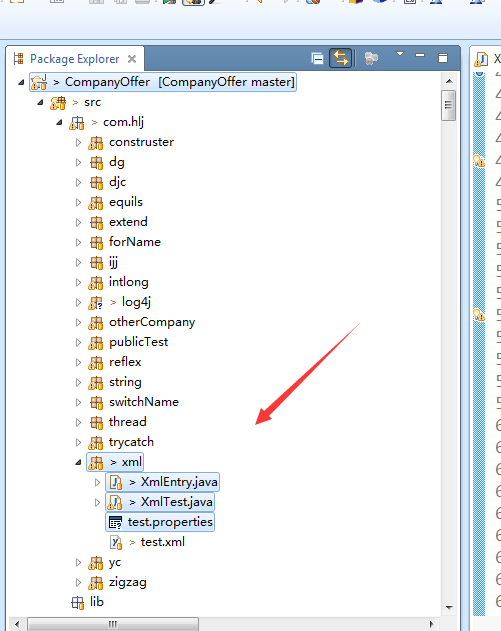 Package Explorer
X
> CompanyOffer [CompanyOffer master]
> src
> com.hlj
construster
dg
djc
equils
extend
forName
ijj
intlong
> log4j
otherCompany
publicTest
reflex
string
switchName
thread
trycatch
> xml
> XmlEntry.java
> XmlTest.java
test.properties
> test.xml
yc
zigzag
lib